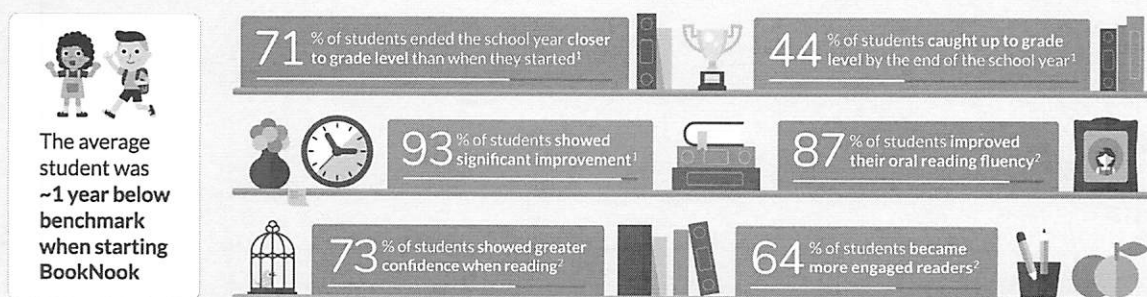 The average
student was
~1 year below
benchmark
when starting
BookNook
71 % of students ended the school year closer
to grade level than when they started¹
44 % of students caught up to grade
level by the end of the school year¹
93 % of students showed
significant improvement¹
87 % of students improved
their oral reading fluency²
73 % of students showed greater
confidence when reading²
64 % of students became
more engaged readers²